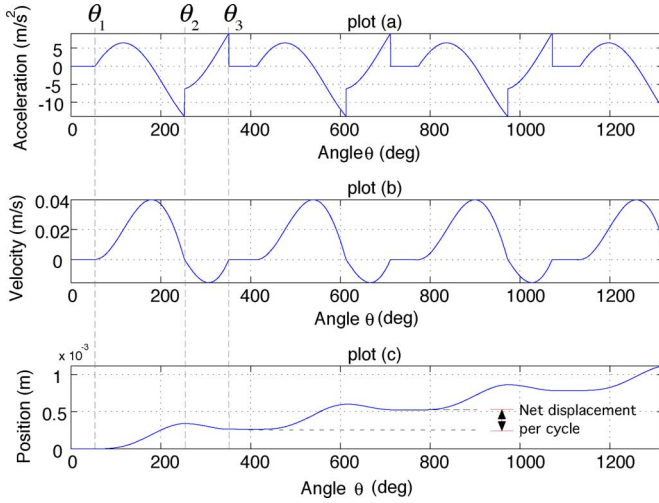 θ1 θ2 θ3
plot (a)
Acceleration (m/s²)
5
0
-5
-10
0 200 400 600 800 1000 1200
Angle θ (deg)
plot (b)
Velocity (m/s)
0.04
0.02
0
0 200 400 600 800 1000 1200
Angle θ (deg)
plot (c)
x 10⁻³
Position (m)
1
0.5
0
Net displacement
per cycle
0 200 400 600 800 1000 1200
Angle θ (deg)